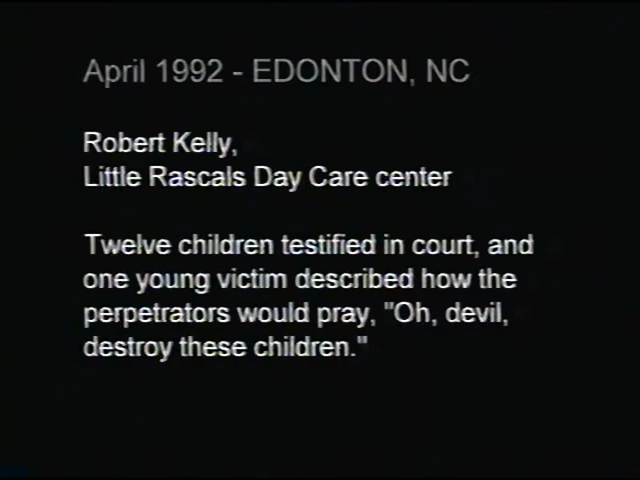 April 1992 - EDONTON, NC
Robert Kelly,
Little Rascals Day Care center
Twelve children testified in court, and
one young victim described how the
perpetrators would pray, "Oh, devil,
destroy these children."